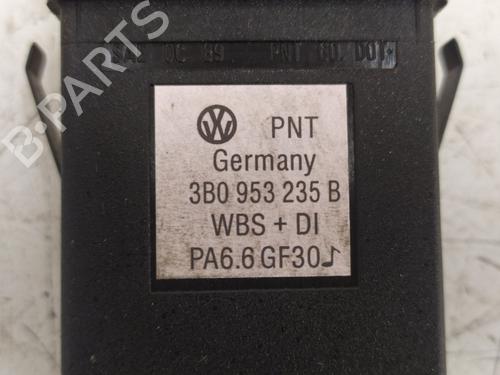 PNT
Germany
3B0 953 235 B
WBS + DI
PA6.6 GF30
B-PARTS